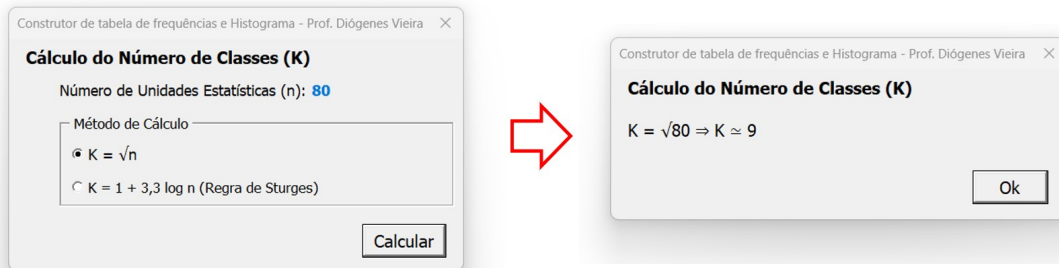 Construtor de tabela de frequências e Histograma - Prof. Diógenes Vieira
Cálculo do Número de Classes (K)
Número de Unidades Estatísticas (n): 80
Método de Cálculo
K = √n
K = 1 + 3,3 log n (Regra de Sturges)
Calcular
Construtor de tabela de frequências e Histograma - Prof. Diógenes Vieira
Cálculo do Número de Classes (K)
K = √80 ⇒ K ≃ 9
Ok